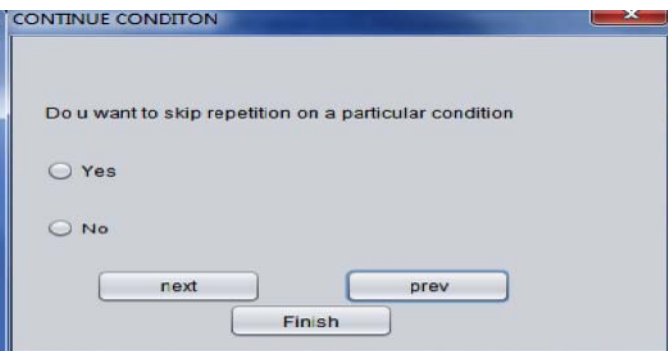 CONTINUE CONDITON
Do u want to skip repetition on a particular condition
Yes
No
next prev
Finish